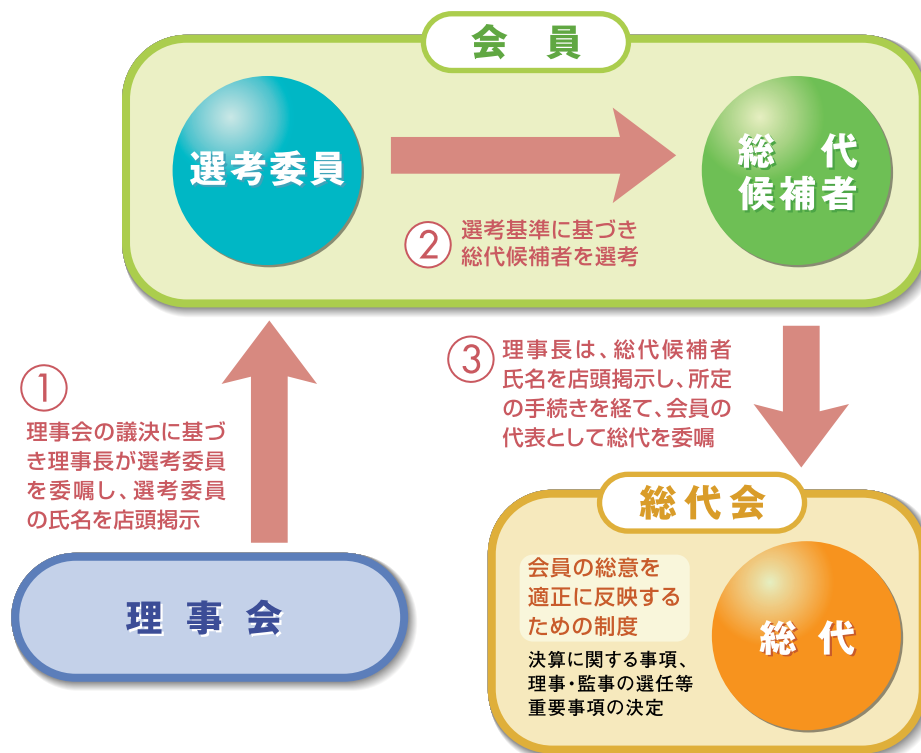 会員
選考委員
総代
候補者
② 選考基準に基づき
総代候補者を選考
①
理事会の議決に基づ
き理事長が選考委員
を委嘱し、選考委員
の氏名を店頭掲示
③ 理事長は、総代候補者
氏名を店頭掲示し、所定
の手続きを経て、会員の
代表として総代を委嘱
理事会
総代会
会員の総意を
適正に反映する
ための制度
決算に関する事項、
理事・監事の選任等
重要事項の決定
総代